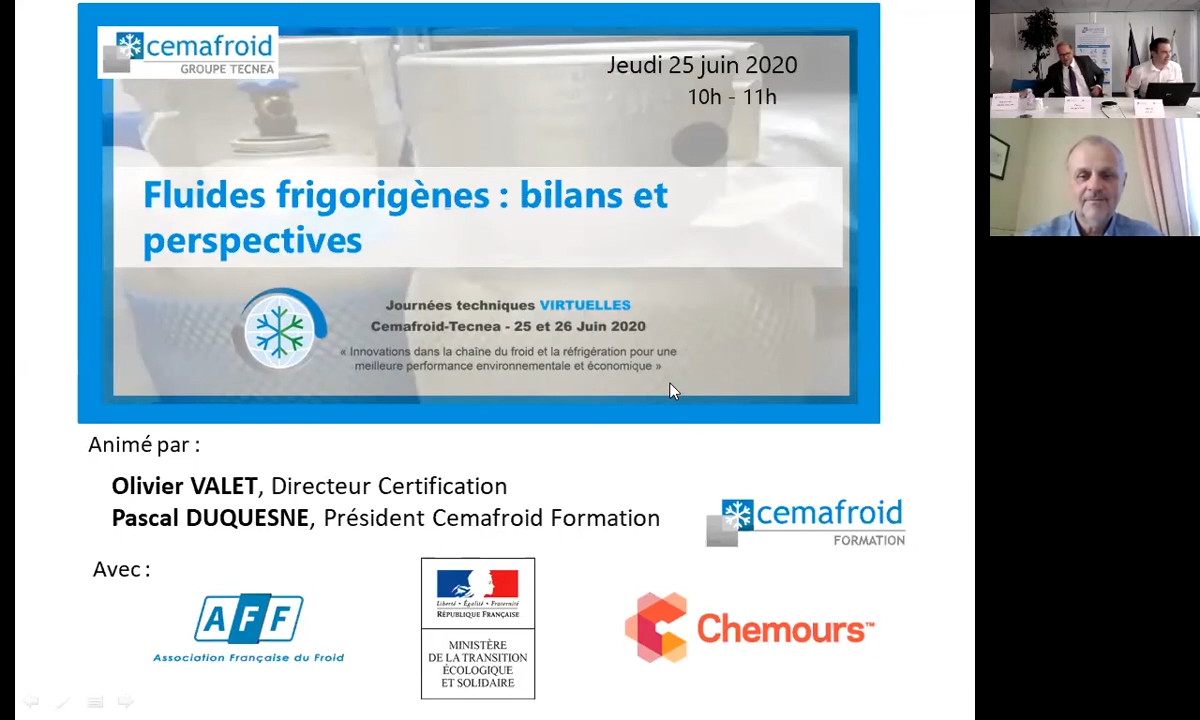 cemafroid
GROUPE TECNEA
Jeudi 25 juin 2020
10h - 11h
Fluides frigorigènes : bilans et
perspectives
Journées techniques VIRTUELLES
Cemafroid-Tecnea - 25 et 26 Juin 2020
« Innovations dans la chaîne du froid et la réfrigération pour une
meilleure performance environnementale et économique »
Animé par :
Olivier VALET, Directeur Certification
Pascal DUQUESNE, Président Cemafroid Formation
cemafroid
FORMATION
Avec :
AFF
Association Française du Froid
Liberté • Égalité • Fraternité
RÉPUBLIQUE FRANÇAISE
MINISTÈRE
DE LA TRANSITION
ÉCOLOGIQUE
ET SOLIDAIRE
Chemours™